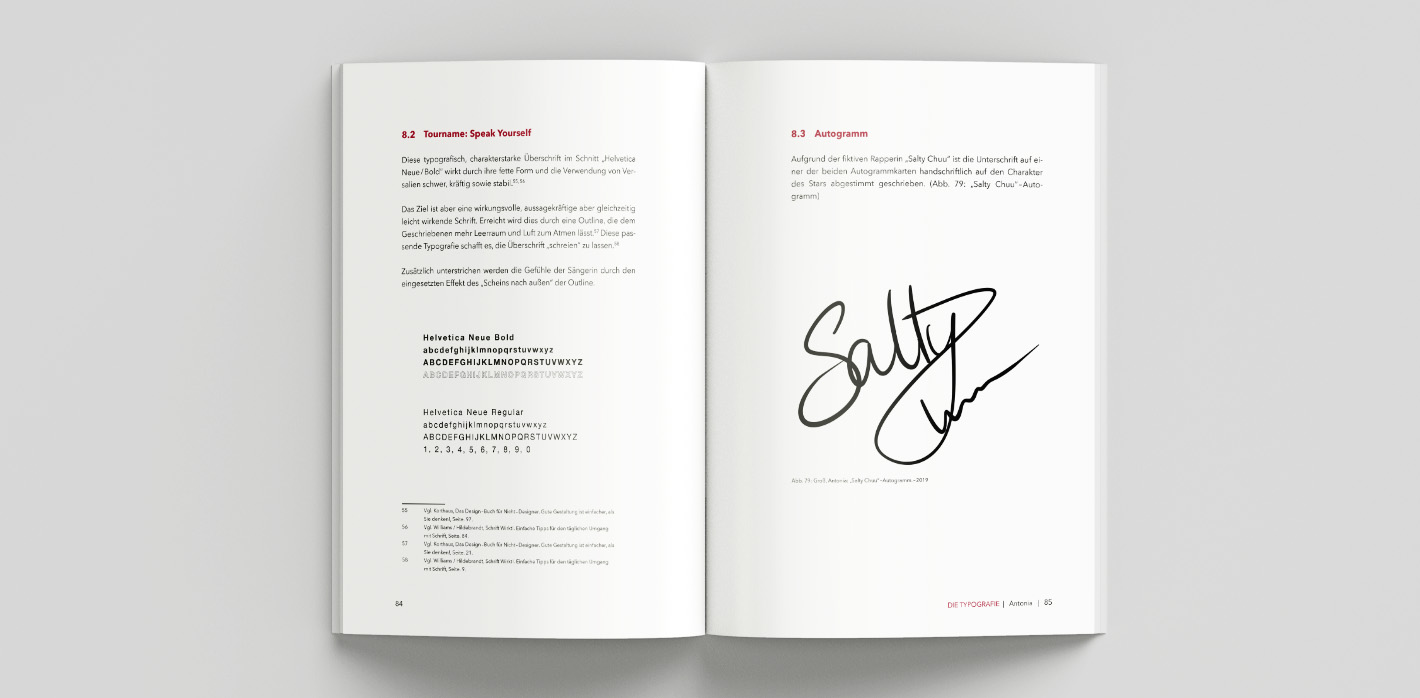 8.2 Tourname: Speak Yourself
Diese typografisch, charakterstarke Überschrift im Schnitt „Helvetica
Neue/Bold“ wirkt durch ihre fette Form und die Verwendung von Ver-
salien schwer, kräftig sowie stabil.55, 56
Das Ziel ist aber eine wirkungsvolle, aussagekräftige aber gleichzeitig
leicht wirkende Schrift. Erreicht wird dies durch eine Outline, die dem
Geschriebenen mehr Leerraum und Luft zum Atmen lässt.57 Diese pas-
sende Typografie schafft es, die Überschrift „schreien“ zu lassen.58
Zusätzlich unterstrichen werden die Gefühle der Sängerin durch den
eingesetzten Effekt des „Scheins nach außen“ der Outline.
Helvetica Neue Bold
abcdefghijklmnopqrstuvwxyz
ABCDEFGHIJKLMNOPQRSTUVWXYZ
ABCDEFGHIJKLMNOPQRSTUVWXYZ
Helvetica Neue Regular
abcdefghijklmnopqrstuvwxyz
ABCDEFGHIJKLMNOPQRSTUVWXYZ
1, 2, 3, 4, 5, 6, 7, 8, 9, 0
55 Vgl. Korthaus, Das Design-Buch für Nicht-Designer. Gute Gestaltung ist einfacher, als
Sie denken!, Seite. 97.
56 Vgl. Williams / Hildebrandt, Schrift Wirkt!: Einfache Tipps für den täglichen Umgang
mit Schrift, Seite. 84.
57 Vgl. Korthaus, Das Design-Buch für Nicht-Designer. Gute Gestaltung ist einfacher, als
Sie denken!, Seite. 21.
58 Vgl. Williams / Hildebrandt, Schrift Wirkt!: Einfache Tipps für den täglichen Umgang
mit Schrift, Seite. 9.
84
8.3 Autogramm
Aufgrund der fiktiven Rapperin „Salty Chuu“ ist die Unterschrift auf ei-
ner der beiden Autogrammkarten handschriftlich auf den Charakter
des Stars abgestimmt geschrieben. (Abb. 79: „Salty Chuu“-Auto-
gramm)
Salty
Chuu
Abb. 79: Groß, Antonia: „Salty Chuu“-Autogramm - 2019
DIE TYPOGRAFIE | Antonia | 85